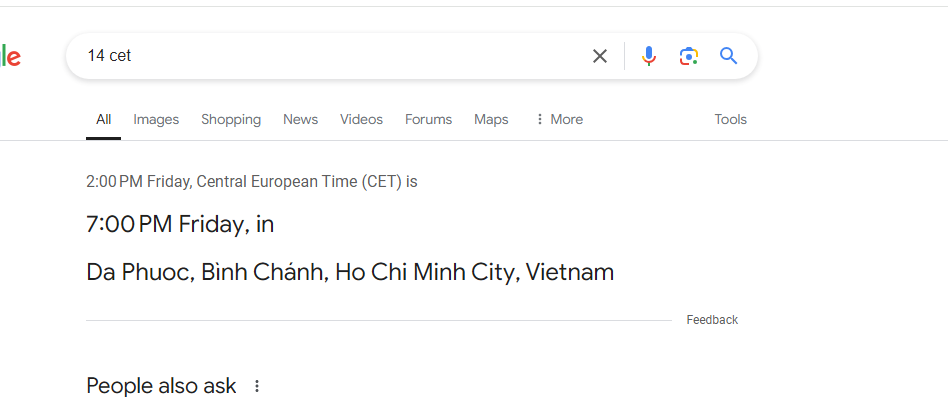 le
14 cet
All Images Shopping News Videos Forums Maps More Tools
2:00 PM Friday, Central European Time (CET) is
7:00 PM Friday, in
Da Phuoc, Bình Chánh, Ho Chi Minh City, Vietnam
Feedback
People also ask